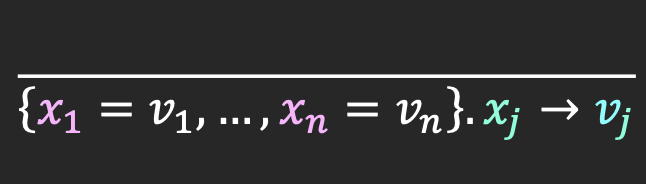 {x₁ = v₁, …, xₙ = vₙ}. xⱼ → vⱼ